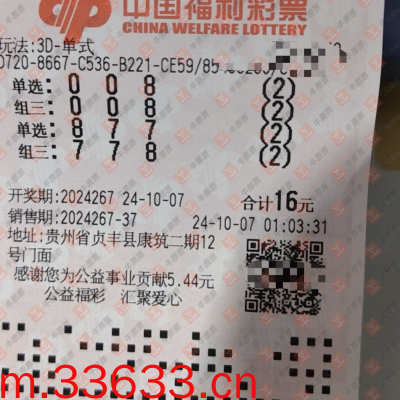 中国福利彩票
CHINA WELFARE LOTTERY
玩法:3D-单式
0720-8667-C536-B221-CE59/85
单选: 0 0 8 (2)
组三: 0 0 8 (2)
单选: 8 7 7 (2)
组三: 7 7 8 (2)
开奖期:2024267 24-10-07 合计16元
销售期:2024267-37 24-10-07 01:03:31
地址:贵州省贞丰县康筑二期12
号门面
感谢您为公益事业贡献5.44元
公益福彩 汇聚爱心
m.33633.cn